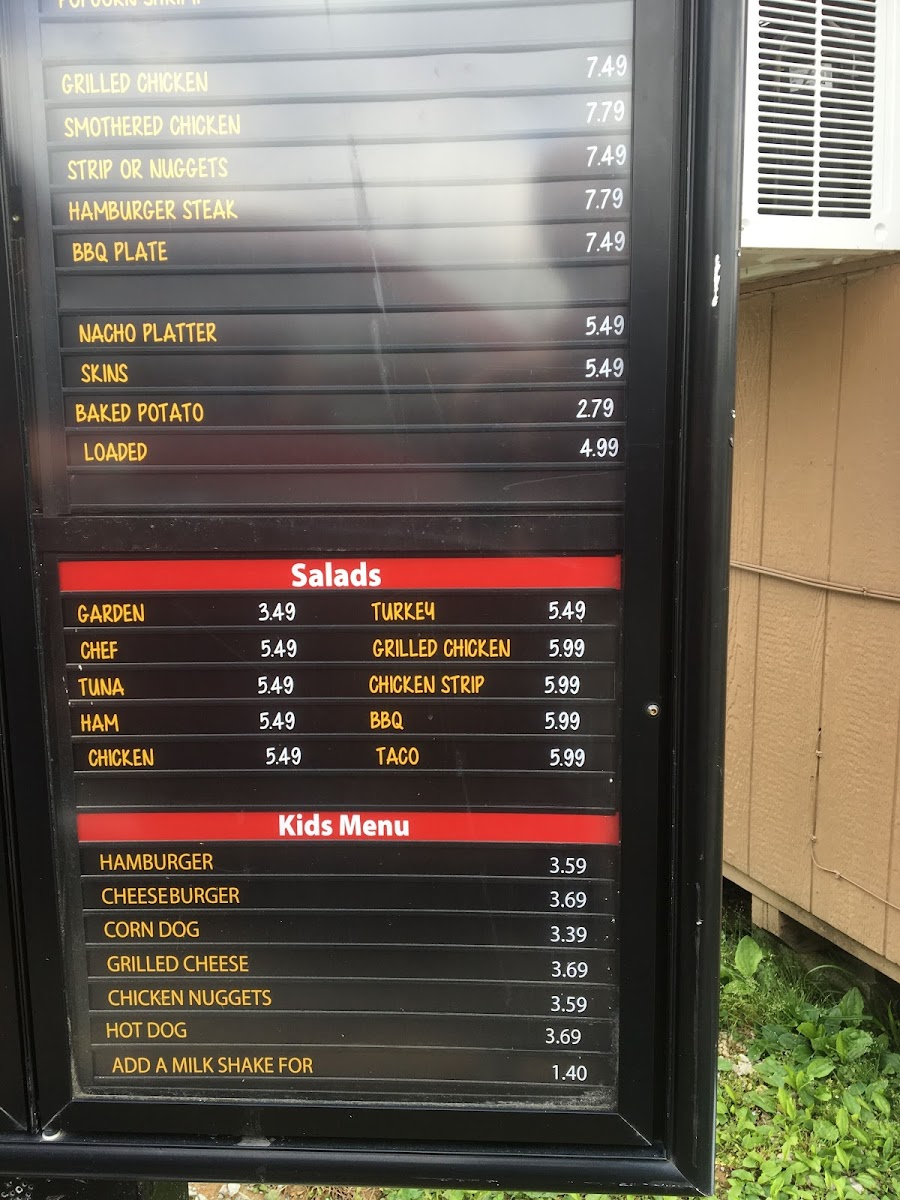 POPCORN SHRIMP
GRILLED CHICKEN 7.49
SMOTHERED CHICKEN 7.79
STRIP OR NUGGETS 7.49
HAMBURGER STEAK 7.79
BBQ PLATE 7.49
NACHO PLATTER 5.49
SKINS 5.49
BAKED POTATO 2.79
LOADED 4.99
Salads
GARDEN 3.49 TURKEY 5.49
CHEF 5.49 GRILLED CHICKEN 5.99
TUNA 5.49 CHICKEN STRIP 5.99
HAM 5.49 BBQ 5.99
CHICKEN 5.49 TACO 5.99
Kids Menu
HAMBURGER 3.59
CHEESEBURGER 3.69
CORN DOG 3.39
GRILLED CHEESE 3.69
CHICKEN NUGGETS 3.59
HOT DOG 3.69
ADD A MILK SHAKE FOR 1.40